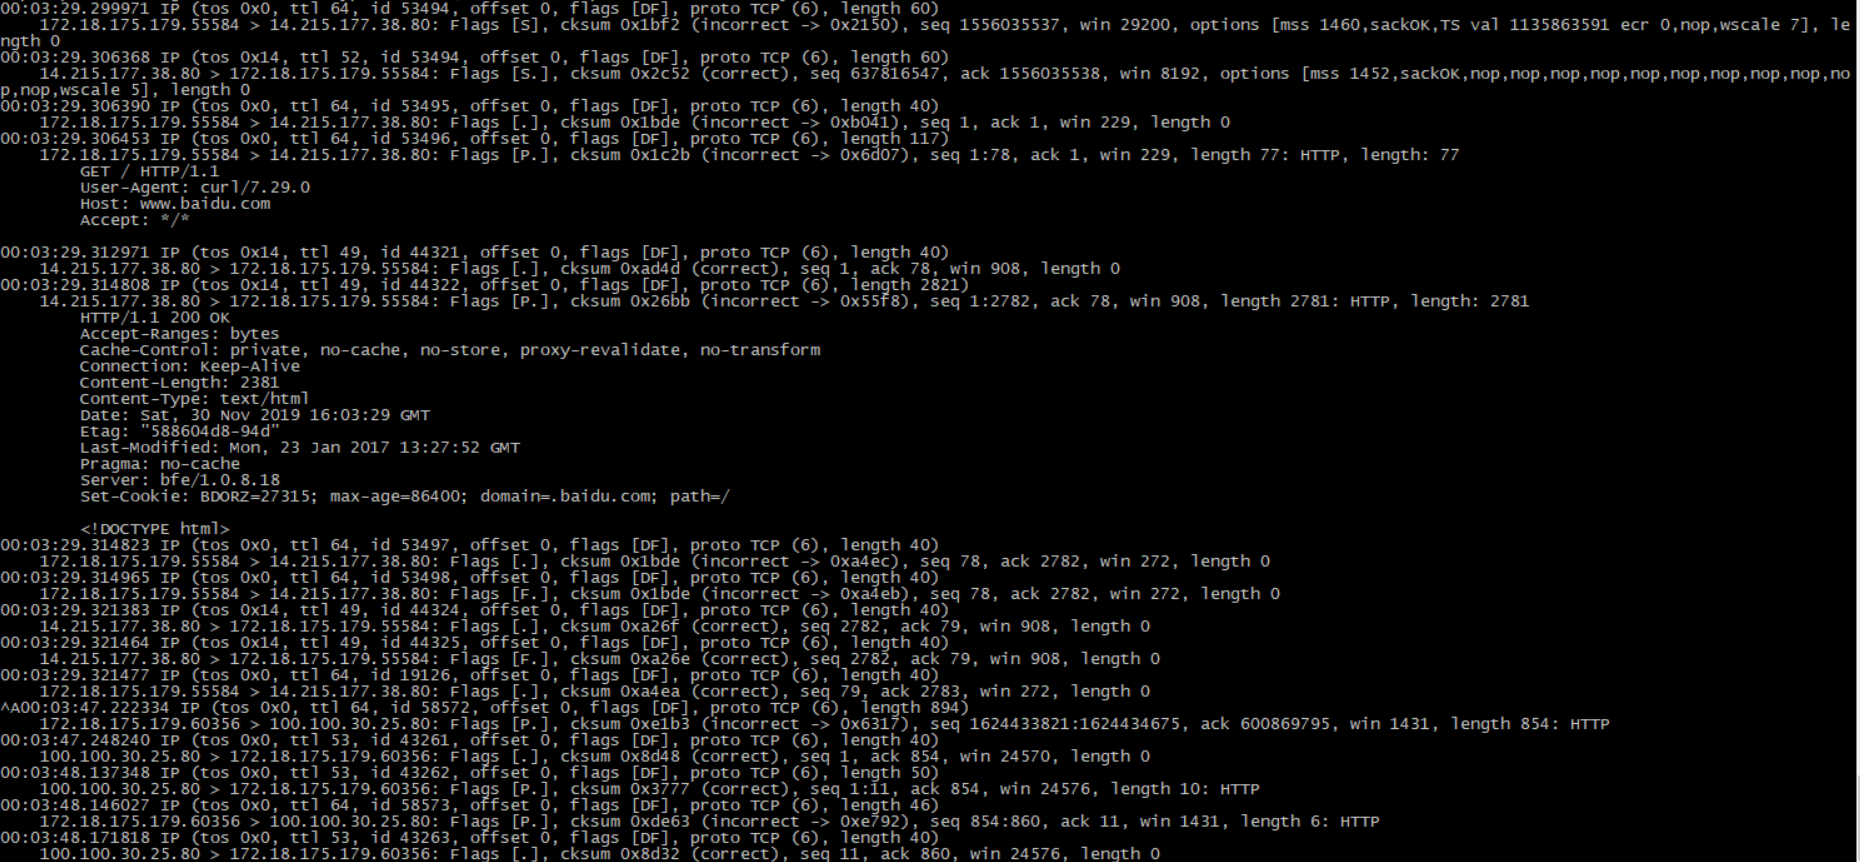 00:03:29.299971 IP (tos 0x0, ttl 64, id 53494, offset 0, flags [DF], proto TCP (6), length 60)
    172.18.175.179.55584 > 14.215.177.38.80: Flags [S], cksum 0x1bf2 (incorrect -> 0x2150), seq 1556035537, win 29200, options [mss 1460,sackOK,TS val 1135863591 ecr 0,nop,wscale 7], le
ngth 0
00:03:29.306368 IP (tos 0x14, ttl 52, id 53494, offset 0, flags [DF], proto TCP (6), length 60)
    14.215.177.38.80 > 172.18.175.179.55584: Flags [S.], cksum 0x2c52 (correct), seq 637816547, ack 1556035538, win 8192, options [mss 1452,sackOK,nop,nop,nop,nop,nop,nop,nop,nop,nop,nop,no
p,nop,wscale 5], length 0
00:03:29.306390 IP (tos 0x0, ttl 64, id 53495, offset 0, flags [DF], proto TCP (6), length 40)
    172.18.175.179.55584 > 14.215.177.38.80: Flags [.], cksum 0x1bde (incorrect -> 0xb041), seq 1, ack 1, win 229, length 0
00:03:29.306453 IP (tos 0x0, ttl 64, id 53496, offset 0, flags [DF], proto TCP (6), length 117)
    172.18.175.179.55584 > 14.215.177.38.80: Flags [P.], cksum 0x1c2b (incorrect -> 0x6d07), seq 1:78, ack 1, win 229, length 77: HTTP, length: 77
        GET / HTTP/1.1
        User-Agent: curl/7.29.0
        Host: www.baidu.com
        Accept: */*

00:03:29.312971 IP (tos 0x14, ttl 49, id 44321, offset 0, flags [DF], proto TCP (6), length 40)
    14.215.177.38.80 > 172.18.175.179.55584: Flags [.], cksum 0xad4d (correct), seq 1, ack 78, win 908, length 0
00:03:29.314808 IP (tos 0x14, ttl 49, id 44322, offset 0, flags [DF], proto TCP (6), length 2821)
    14.215.177.38.80 > 172.18.175.179.55584: Flags [P.], cksum 0x26bb (incorrect -> 0x55f8), seq 1:2782, ack 78, win 908, length 2781: HTTP, length: 2781
        HTTP/1.1 200 OK
        Accept-Ranges: bytes
        Cache-Control: private, no-cache, no-store, proxy-revalidate, no-transform
        Connection: Keep-Alive
        Content-Length: 2381
        Content-Type: text/html
        Date: Sat, 30 Nov 2019 16:03:29 GMT
        Etag: "588604d8-94d"
        Last-Modified: Mon, 23 Jan 2017 13:27:52 GMT
        Pragma: no-cache
        Server: bfe/1.0.8.18
        Set-Cookie: BDORZ=27315; max-age=86400; domain=.baidu.com; path=/

        <!DOCTYPE html>
00:03:29.314823 IP (tos 0x0, ttl 64, id 53497, offset 0, flags [DF], proto TCP (6), length 40)
    172.18.175.179.55584 > 14.215.177.38.80: Flags [.], cksum 0x1bde (incorrect -> 0xa4ec), seq 78, ack 2782, win 272, length 0
00:03:29.314965 IP (tos 0x0, ttl 64, id 53498, offset 0, flags [DF], proto TCP (6), length 40)
    172.18.175.179.55584 > 14.215.177.38.80: Flags [F.], cksum 0x1bde (incorrect -> 0xa4eb), seq 78, ack 2782, win 272, length 0
00:03:29.321383 IP (tos 0x14, ttl 49, id 44324, offset 0, flags [DF], proto TCP (6), length 40)
    14.215.177.38.80 > 172.18.175.179.55584: Flags [.], cksum 0xa26f (correct), seq 2782, ack 79, win 908, length 0
00:03:29.321464 IP (tos 0x14, ttl 49, id 44325, offset 0, flags [DF], proto TCP (6), length 40)
    14.215.177.38.80 > 172.18.175.179.55584: Flags [F.], cksum 0xa26e (correct), seq 2782, ack 79, win 908, length 0
00:03:29.321477 IP (tos 0x0, ttl 64, id 19126, offset 0, flags [DF], proto TCP (6), length 40)
    172.18.175.179.55584 > 14.215.177.38.80: Flags [.], cksum 0xa4ea (correct), seq 79, ack 2783, win 272, length 0
^A00:03:47.222334 IP (tos 0x0, ttl 64, id 58572, offset 0, flags [DF], proto TCP (6), length 894)
    172.18.175.179.60356 > 100.100.30.25.80: Flags [P.], cksum 0xe1b3 (incorrect -> 0x6317), seq 1624433821:1624434675, ack 600869795, win 1431, length 854: HTTP
00:03:47.248240 IP (tos 0x0, ttl 53, id 43261, offset 0, flags [DF], proto TCP (6), length 40)
    100.100.30.25.80 > 172.18.175.179.60356: Flags [.], cksum 0x8d48 (correct), seq 1, ack 854, win 24570, length 0
00:03:48.137348 IP (tos 0x0, ttl 53, id 43262, offset 0, flags [DF], proto TCP (6), length 50)
    100.100.30.25.80 > 172.18.175.179.60356: Flags [P.], cksum 0x3777 (correct), seq 1:11, ack 854, win 24576, length 10: HTTP
00:03:48.146027 IP (tos 0x0, ttl 64, id 58573, offset 0, flags [DF], proto TCP (6), length 46)
    172.18.175.179.60356 > 100.100.30.25.80: Flags [P.], cksum 0xde63 (incorrect -> 0xe792), seq 854:860, ack 11, win 1431, length 6: HTTP
00:03:48.171818 IP (tos 0x0, ttl 53, id 43263, offset 0, flags [DF], proto TCP (6), length 40)
    100.100.30.25.80 > 172.18.175.179.60356: Flags [.], cksum 0x8d32 (correct), seq 11, ack 860, win 24576, length 0